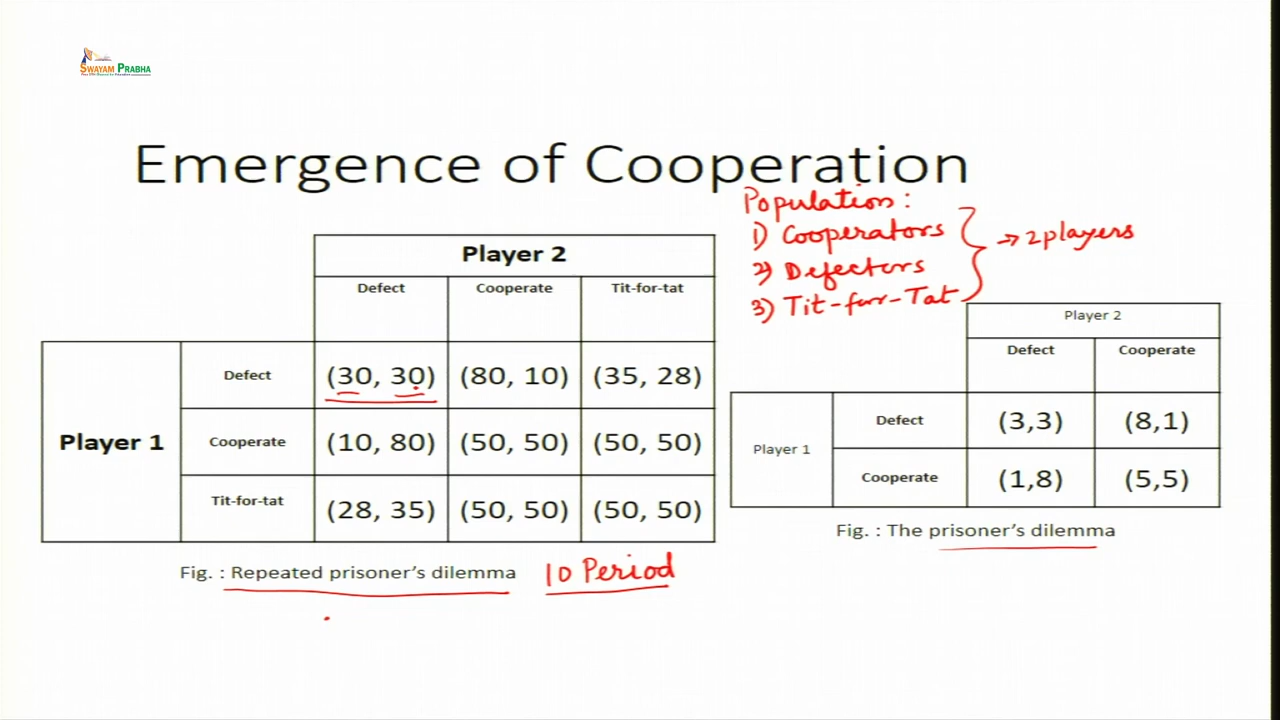 SWAYAM PRABHA
Emergence of Cooperation
Population :
1) Cooperators
2) Defectors
3) Tit-for-Tat
→ 2 players
Player 2
Defect Cooperate Tit-for-tat
Player 1
Defect (30, 30) (80, 10) (35, 28)
Cooperate (10, 80) (50, 50) (50, 50)
Tit-for-tat (28, 35) (50, 50) (50, 50)
Fig. : Repeated prisoner's dilemma
10 Period
Player 2
Defect Cooperate
Player 1
Defect (3,3) (8,1)
Cooperate (1,8) (5,5)
Fig. : The prisoner's dilemma